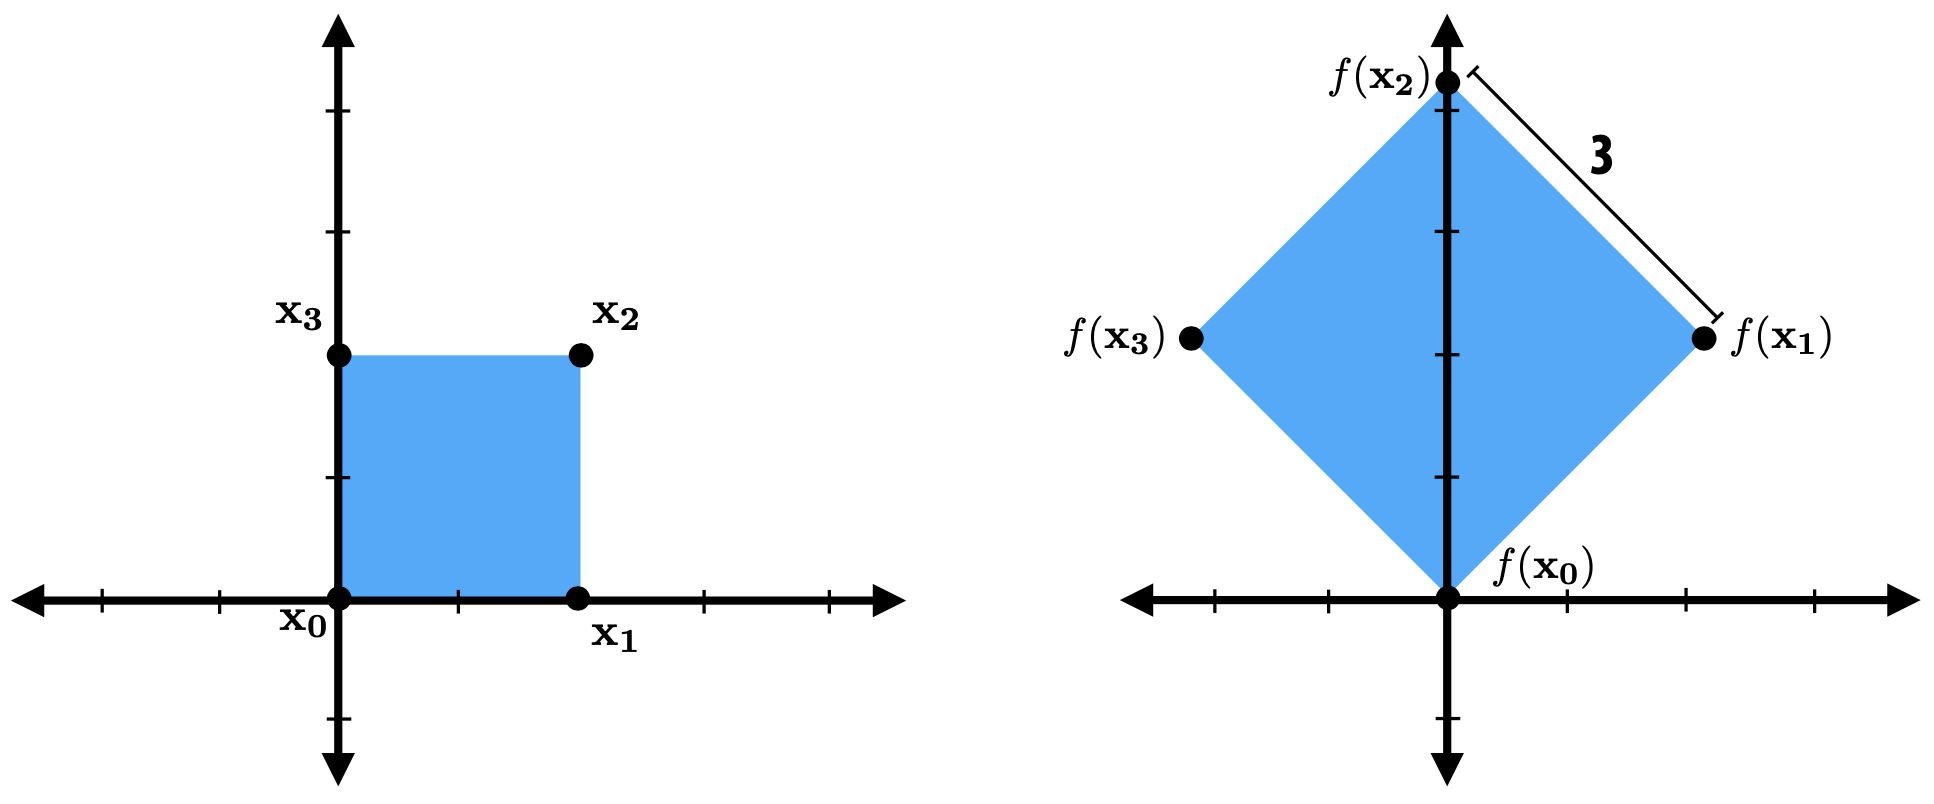 x₃
x₂
x₀
x₁
f(x₂)
3
f(x₃)
f(x₁)
f(x₀)